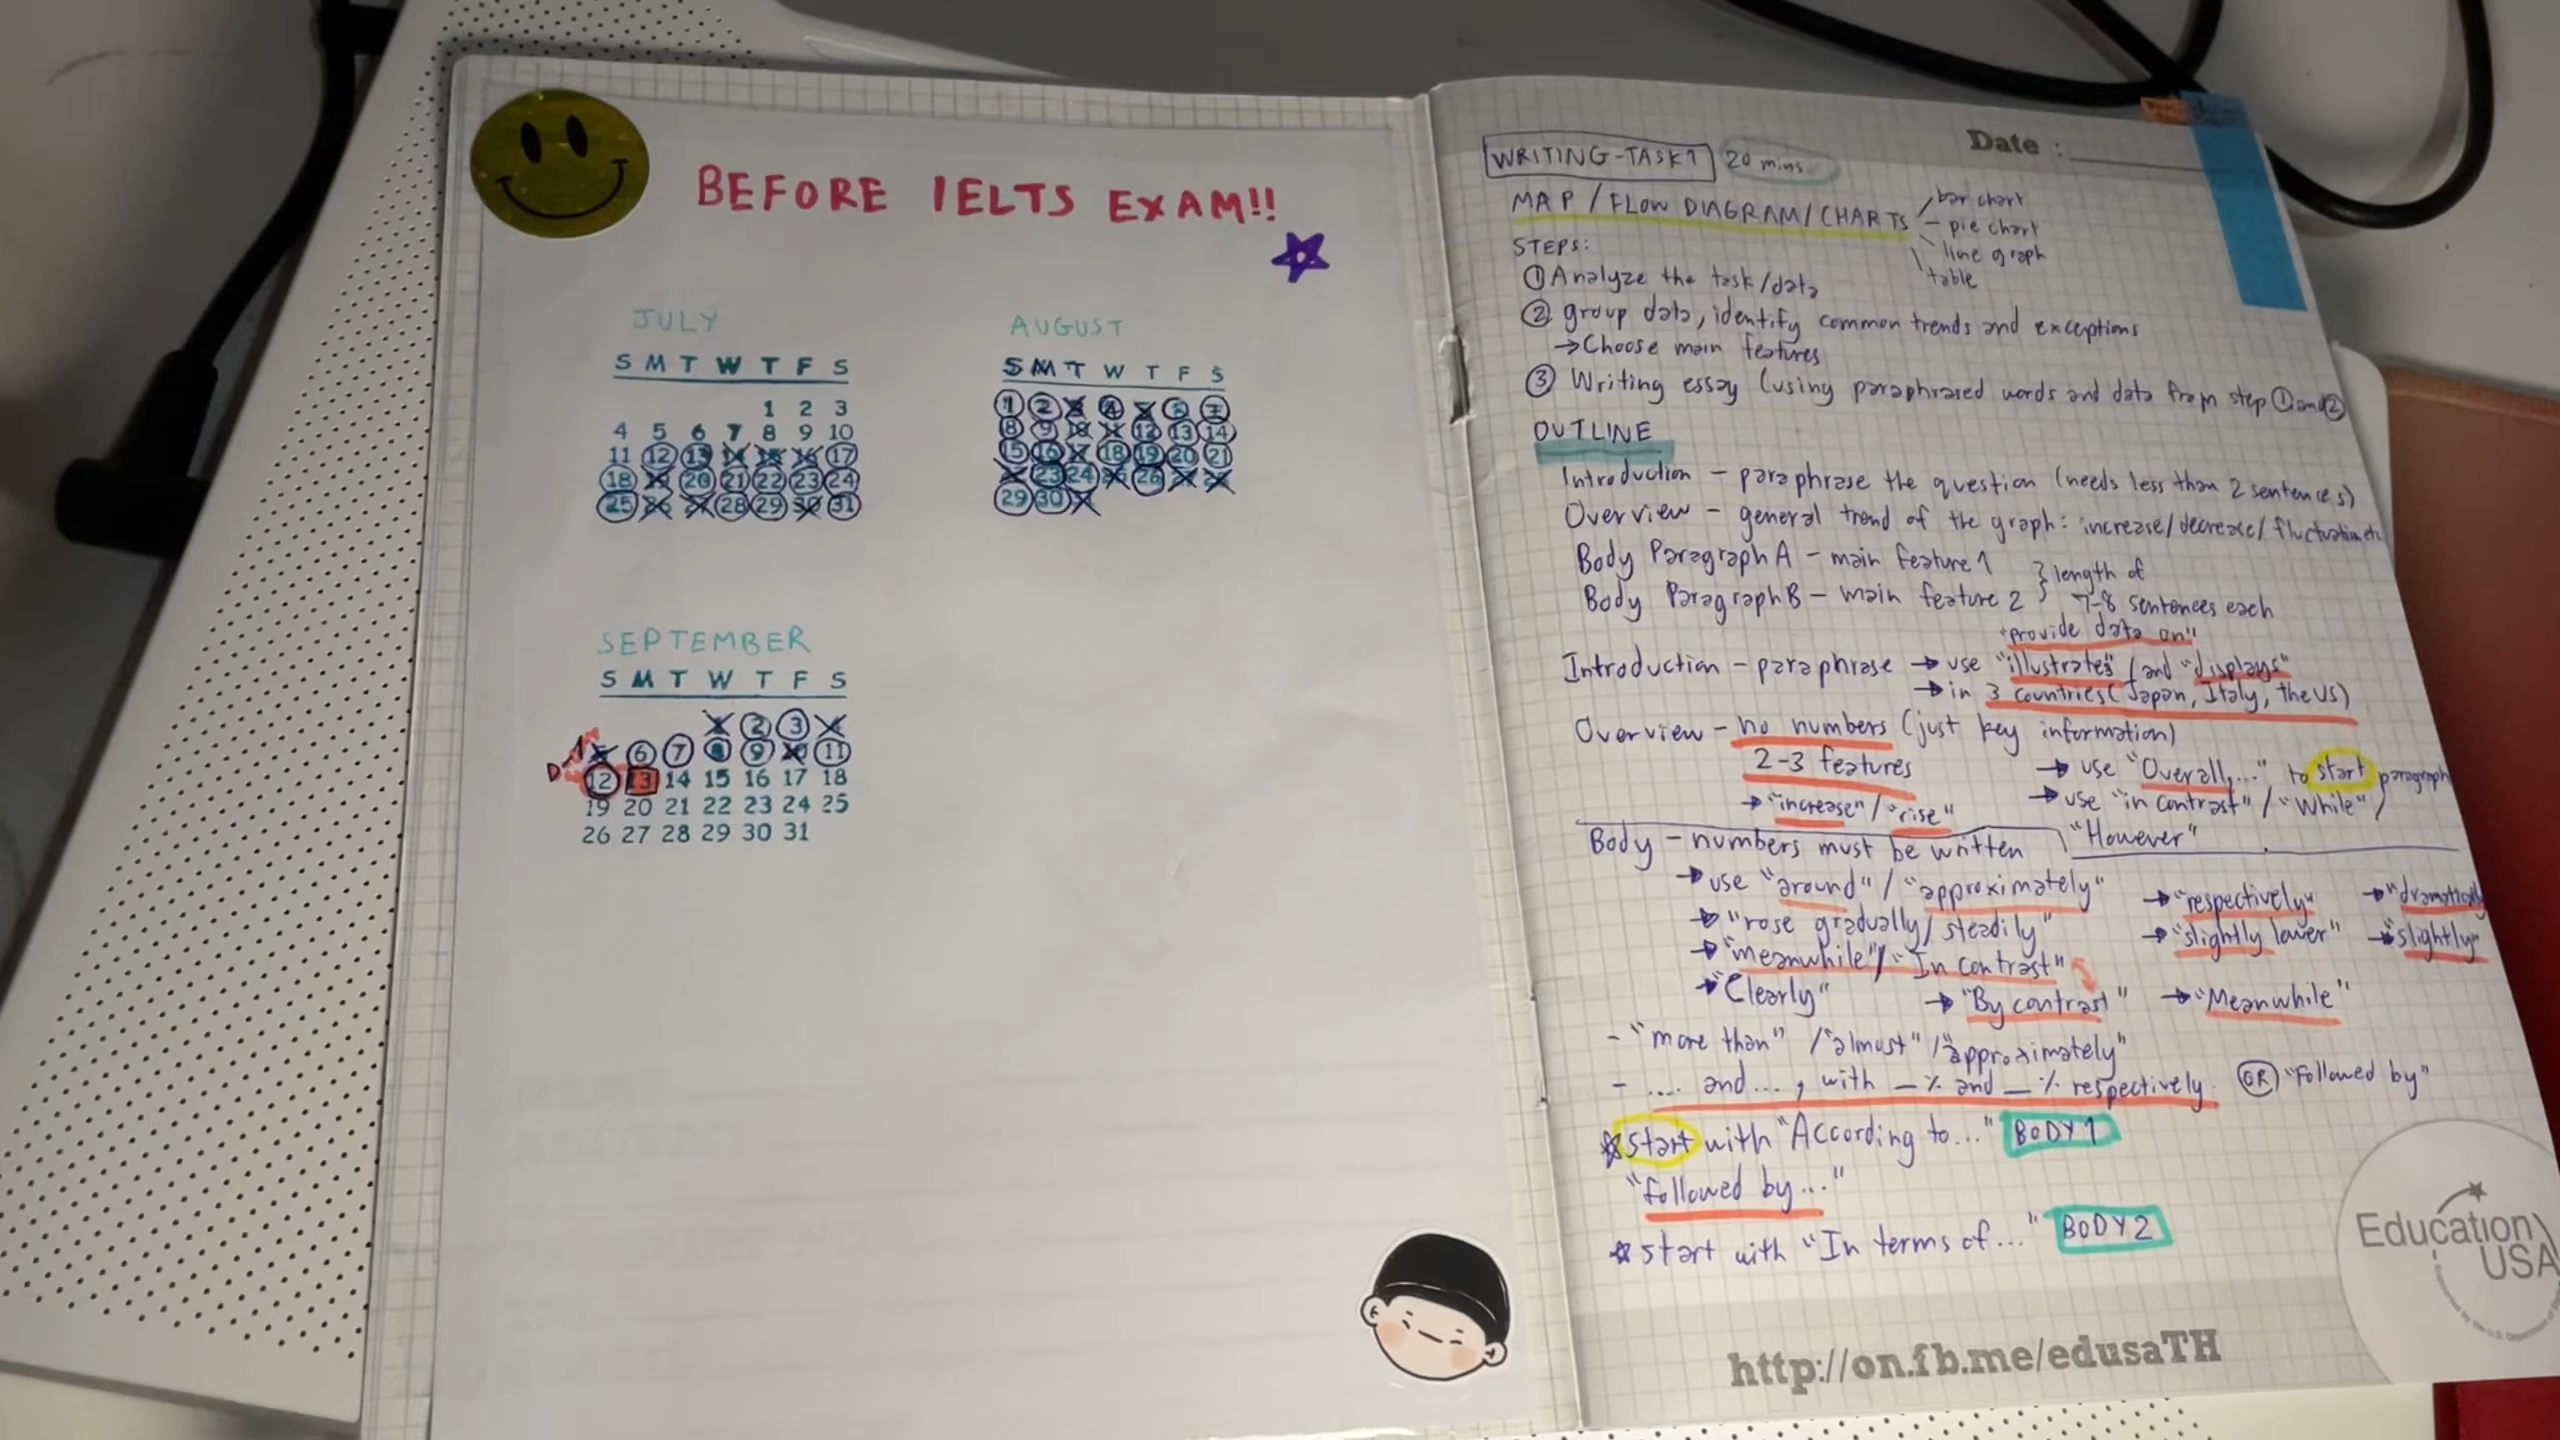 BEFORE IELTS EXAM!!
JULY
S M T W T F S
1 2 3
4 5 6 7 8 9 10
11 12 13 14 15 16 17
18 19 20 21 22 23 24
25 26 27 28 29 30 31
AUGUST
S M T W T F S
1 2 3 4 5 6 7
8 9 10 11 12 13 14
15 16 17 18 19 20 21
22 23 24 25 26 27 28
29 30 31
SEPTEMBER
S M T W T F S
1 2 3 4
5 6 7 8 9 10 11
12 13 14 15 16 17 18
19 20 21 22 23 24 25
26 27 28 29 30 31
Date :
WRITING-TASK1 20 mins
MAP / FLOW DIAGRAM / CHARTS
bar chart
pie chart
line graph
table
STEPS:
① Analyze the task/data
② group data, identify common trends and exceptions
→ Choose main features
③ Writing essay (using paraphrased words and data from step ① and ②
OUTLINE
Introduction - paraphrase the question (needs less than 2 sentences)
Overview - general trend of the graph: increase/decrease/fluctuation etc
Body Paragraph A - main feature 1
Body Paragraph B - main feature 2
} length of
7-8 sentences each
"provide data on"
Introduction - paraphrase → use "illustrates" / and "displays"
→ in 3 countries (Japan, Italy, the US)
Overview - no numbers (just key information)
2-3 features → use "Overall,..." to start paragraph
→ "increase" / "rise" → use "in contrast" / "While" /
"However"
Body - numbers must be written
→ use "around" / "approximately" → "respectively" → "dramatically
→ "rose gradually/steadily" → "slightly lower" → "slightly"
→ "meanwhile" / "In contrast"
→ "Clearly" → "By contrast" → "Meanwhile"
- "more than" / "almost" / "approximately"
- .... and ..., with _% and _% respectively. OR "Followed by"
☆ start with "According to..." BODY 1
"followed by..."
☆ start with "In terms of..." BODY 2
Education
USA
http://on.fb.me/edusaTH